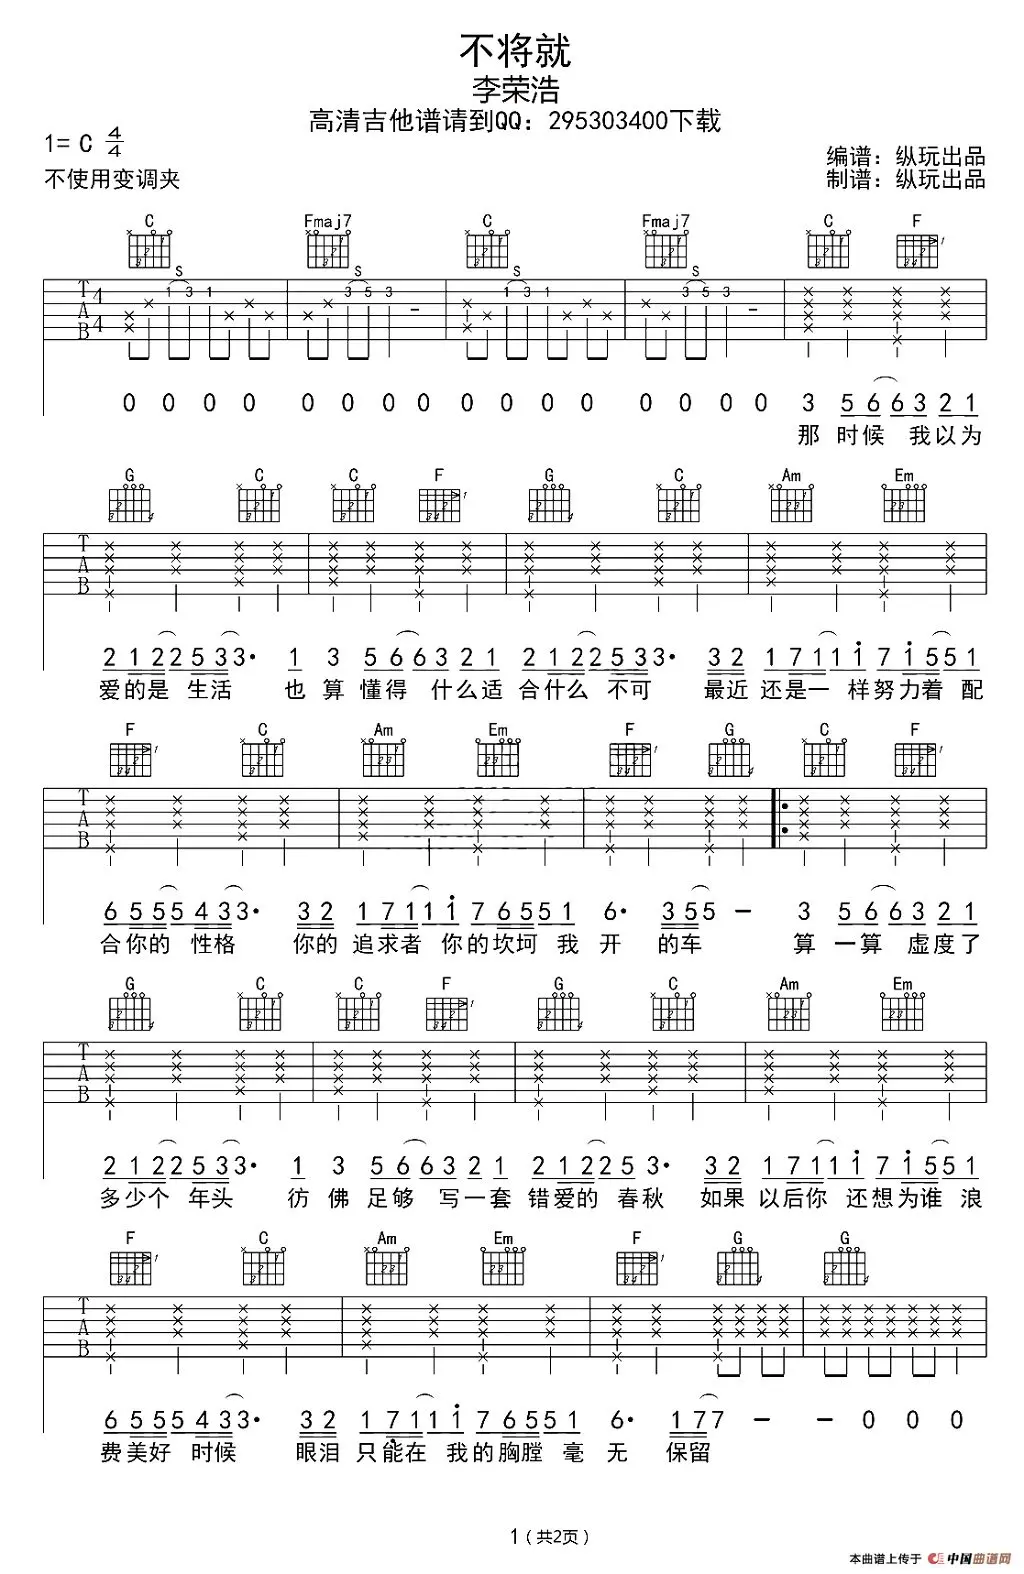 不将就
李荣浩
高清吉他谱请到QQ：295303400下载
1= C 4/4
不使用变调夹
编谱：纵玩出品
制谱：纵玩出品
C Fmaj7 C Fmaj7 C F
S S S S
T A B 4 4 1 3 1 3 5 3 - 1 3 1 3 5 3 -
0 0 0 0 0 0 0 0 0 0 0 0 0 0 0 0 3 5 6 6 3 2 1
那 时候 我以为
G C C F G C Am Em
T A B
2 1 2 2 5 3 3· 1 3 5 6 6 3 2 1 2 1 2 2 5 3 3· 3 2 1 7 1 1 1 7 1 5 5 1
爱的是 生活 也 算 懂得 什么适 合什么 不可 最近 还是一 样努力着 配
F C Am Em F G C F
T A B
6 5 5 5 4 3 3· 3 2 1 7 1 1 1 7 6 5 5 1 6· 3 5 5 - 3 5 6 6 3 2 1
合你的 性格 你的 追求者 你的坎坷 我 开 的车 算 一算 虚度了
G C C F G C Am Em
T A B
2 1 2 2 5 3 3· 1 3 5 6 6 3 2 1 2 1 2 2 5 3 3 2 1 7 1 1 1 7 1 5 5 1
多少个 年头 彷 佛 足够 写一套 错爱的 春秋 如果 以后你 还想为谁 浪
F C Am Em F G G
T A B
6 5 5 5 4 3 3· 3 2 1 7 1 1 1 7 6 5 5 1 6· 1 7 7 - - 0 0 0
费美好 时候 眼泪 只能在 我的胸膛 毫 无 保留
1（共2页）
本曲谱上传于 中国曲谱网